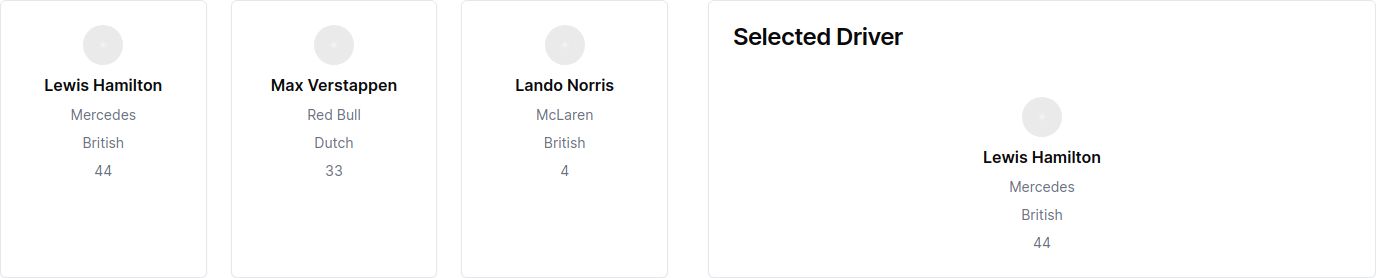 Lewis Hamilton
Mercedes
British
44
Max Verstappen
Red Bull
Dutch
33
Lando Norris
McLaren
British
4
Selected Driver
Lewis Hamilton
Mercedes
British
44